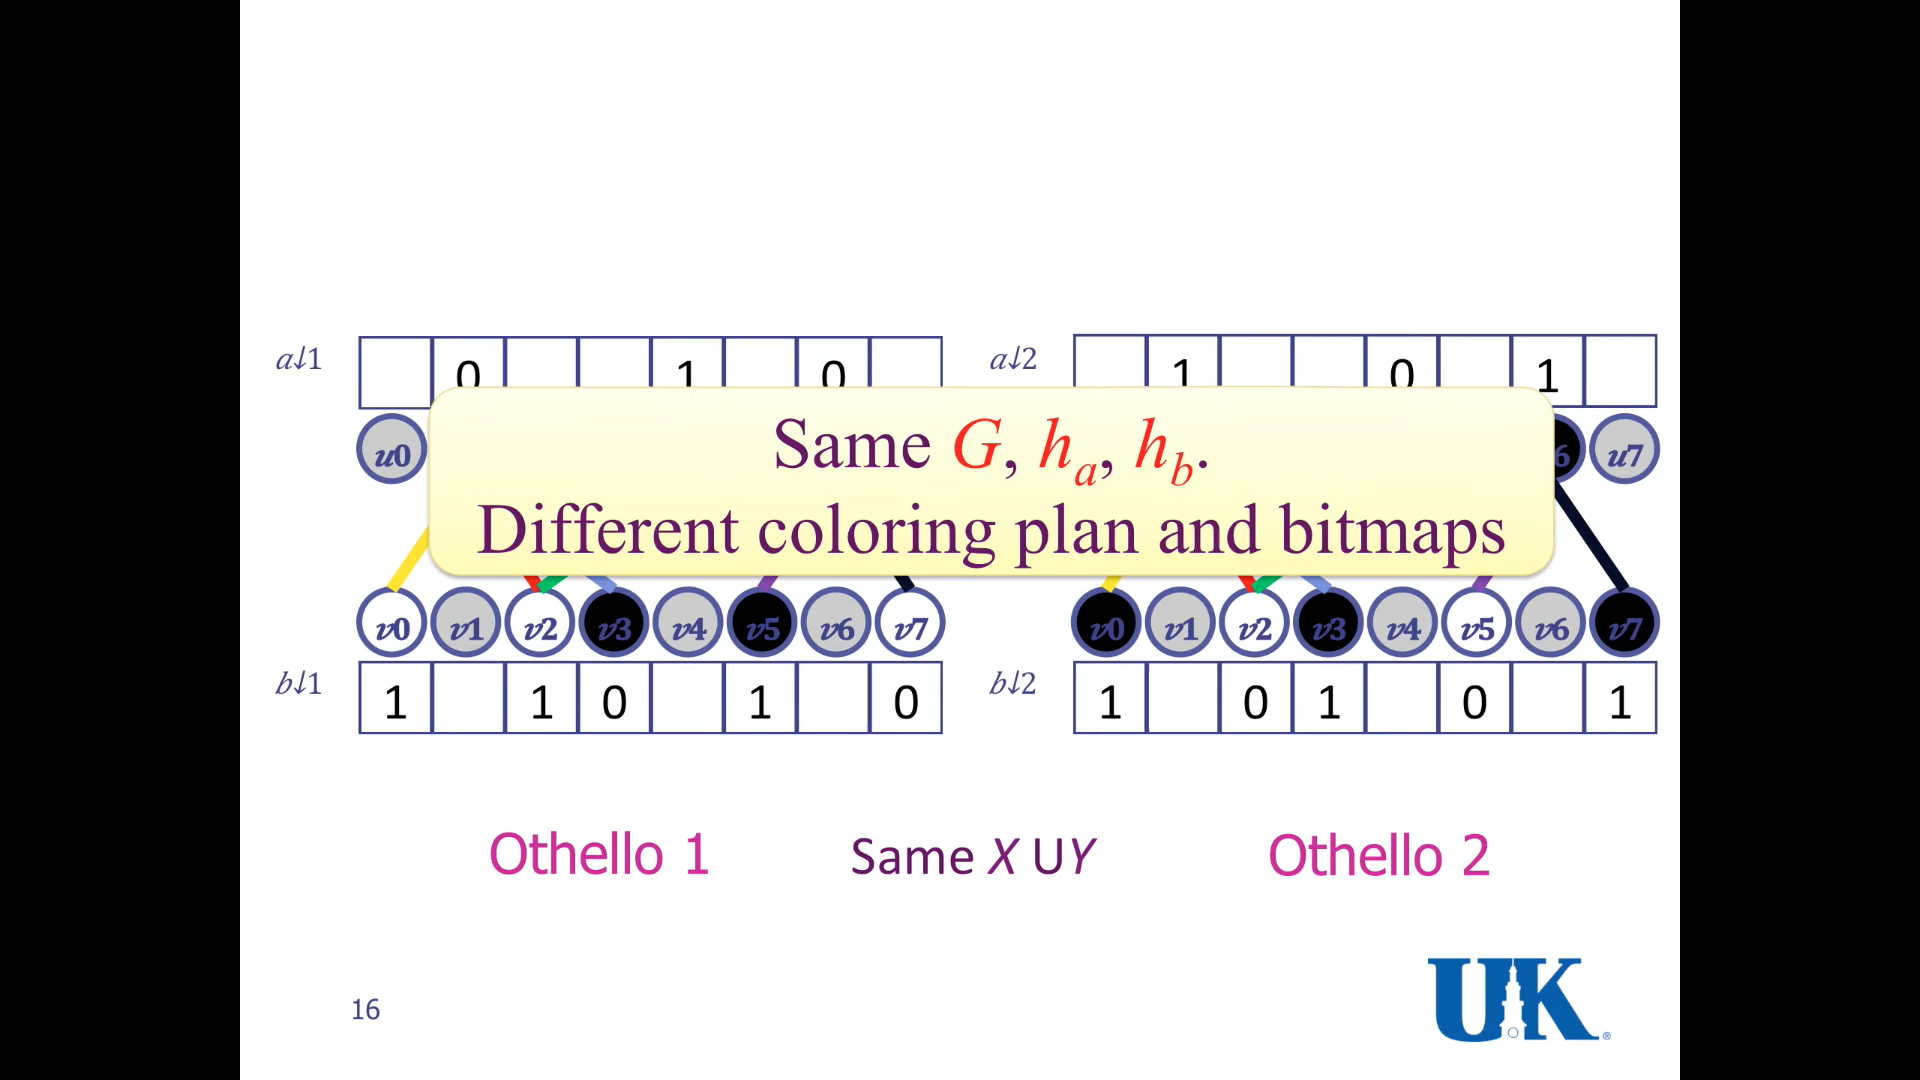 a↓1 0 1 0 a↓2 1 0 1
Same G, h_a, h_b.
u0 6 u7
Different coloring plan and bitmaps
v0 v1 v2 v3 v4 v5 v6 v7 v0 v1 v2 v3 v4 v5 v6 v7
b↓1 1 1 0 1 0 b↓2 1 0 1 0 1
Othello 1 Same X U Y Othello 2
16
UK®